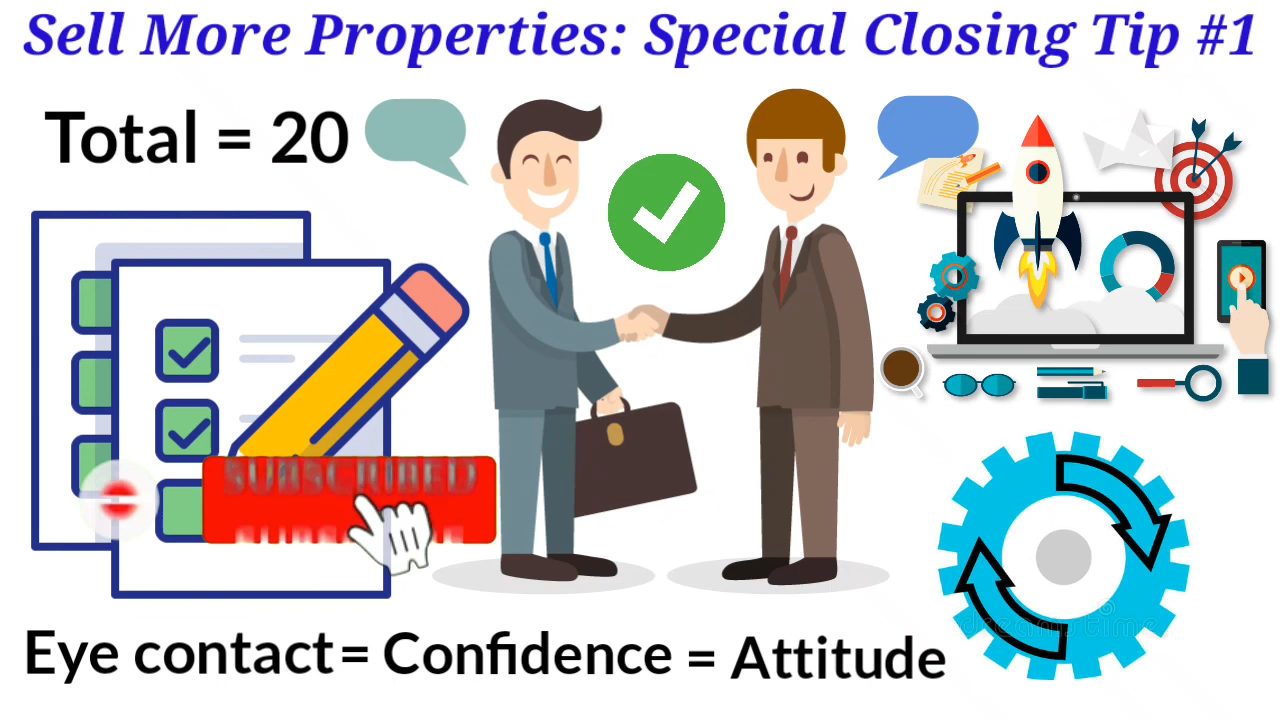 Sell More Properties: Special Closing Tip #1
Total = 20
SUBSCRIBED
Eye contact = Confidence = Attitude